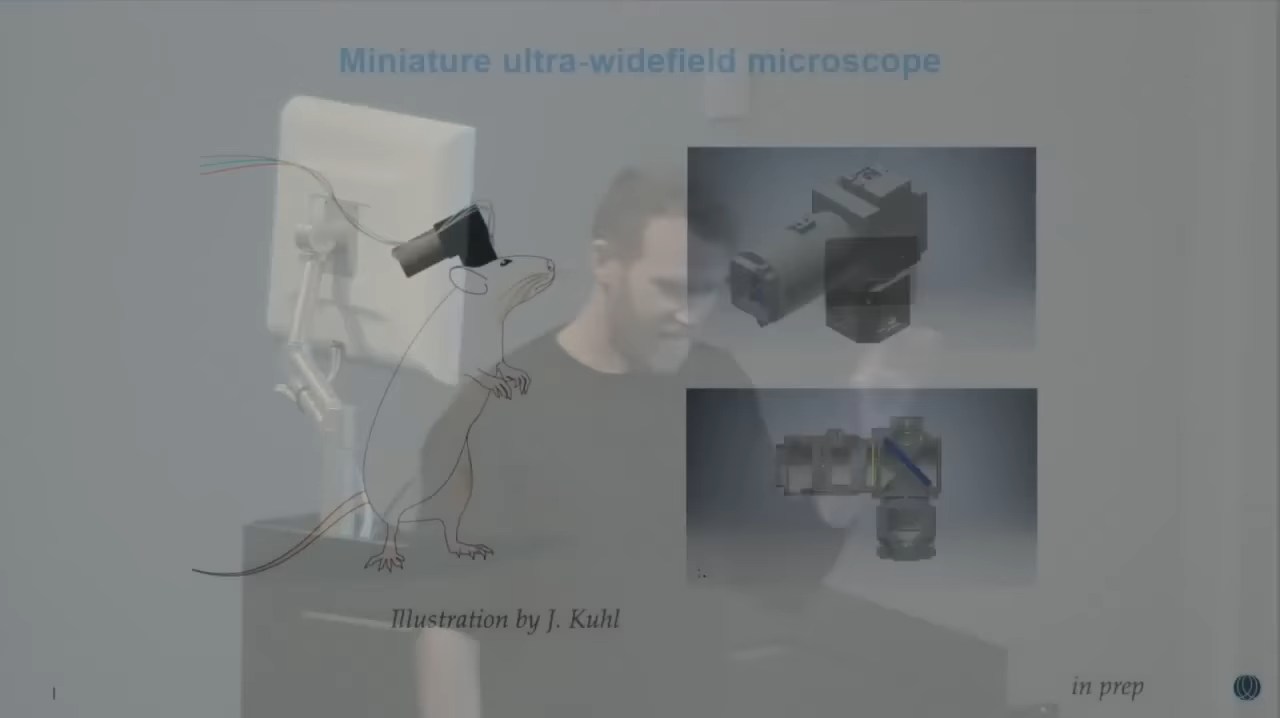 Miniature ultra-widefield microscope
Illustration by J. Kuhl
in prep